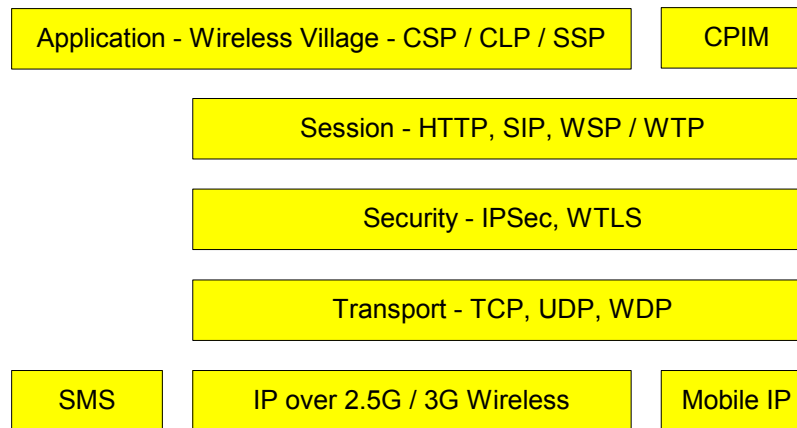 Application - Wireless Village - CSP / CLP / SSP
CPIM
Session - HTTP, SIP, WSP / WTP
Security - IPSec, WTLS
Transport - TCP, UDP, WDP
SMS
IP over 2.5G / 3G Wireless
Mobile IP